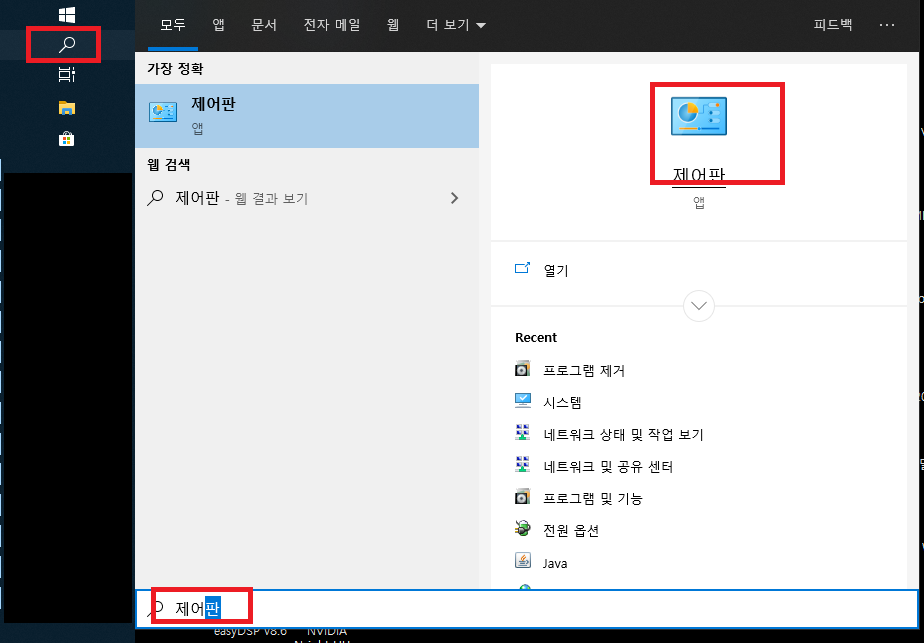 모두 앱 문서 전자 메일 웹 더 보기 피드백 ...
가장 정확
제어판
앱
웹 검색
제어판 - 웹 결과 보기
제어판
앱
열기
Recent
프로그램 제거
시스템
네트워크 상태 및 작업 보기
네트워크 및 공유 센터
프로그램 및 기능
전원 옵션
Java
제어판
easyDSP v8.6 NVIDIA